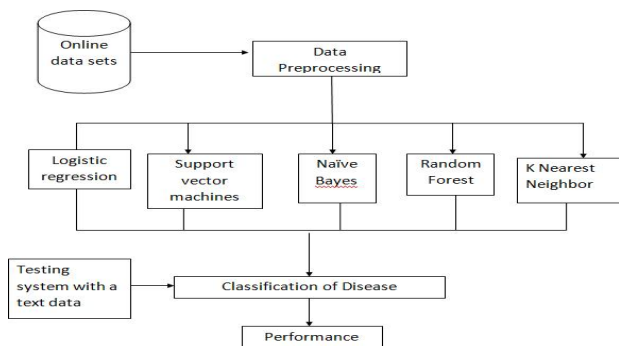 Online
data sets
Data
Preprocessing
Logistic
regression
Support
vector
machines
Naïve
Bayes
Random
Forest
K Nearest
Neighbor
Testing
system with a
text data
Classification of Disease
Performance